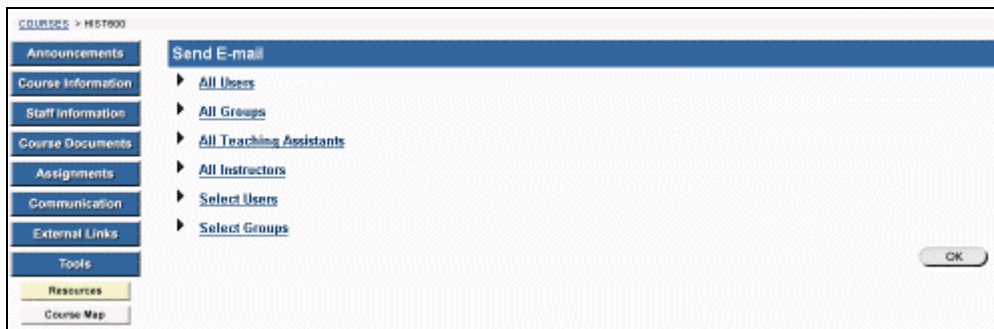 COURSES > HIST600
Announcements
Course Information
Staff Information
Course Documents
Assignments
Communication
External Links
Tools
Resources
Course Map
Send E-mail
All Users
All Groups
All Teaching Assistants
All Instructors
Select Users
Select Groups
OK